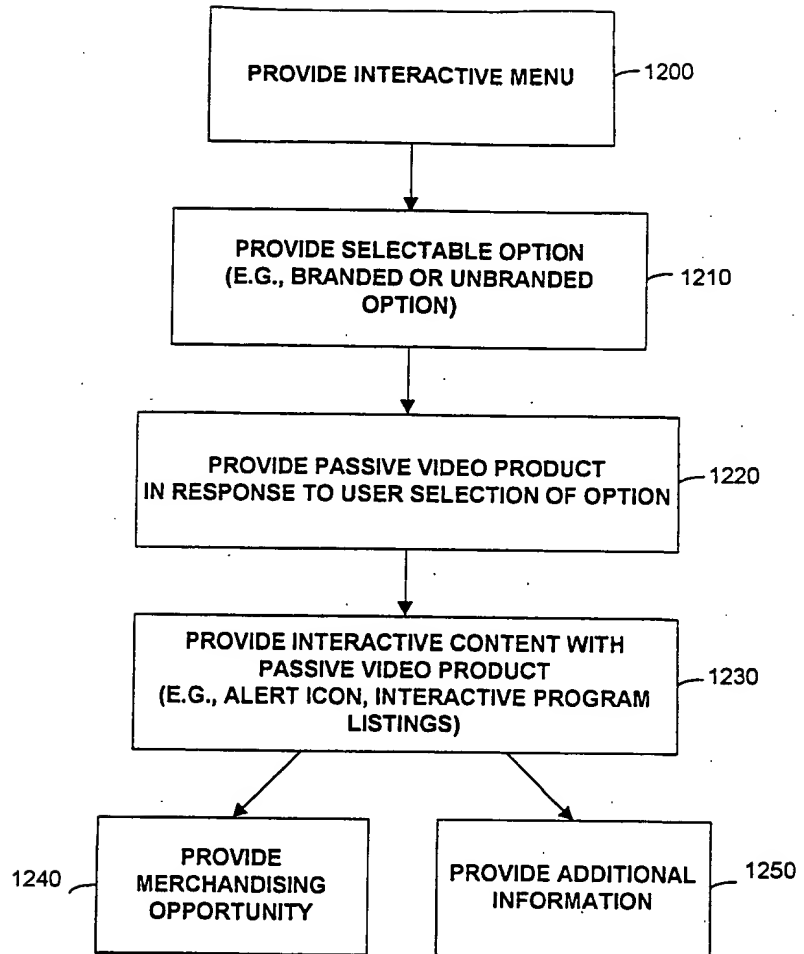 PROVIDE INTERACTIVE MENU
1200
PROVIDE SELECTABLE OPTION
(E.G., BRANDED OR UNBRANDED
OPTION)
1210
PROVIDE PASSIVE VIDEO PRODUCT
IN RESPONSE TO USER SELECTION OF OPTION
1220
PROVIDE INTERACTIVE CONTENT WITH
PASSIVE VIDEO PRODUCT
(E.G., ALERT ICON, INTERACTIVE PROGRAM
LISTINGS)
1230
1240
PROVIDE
MERCHANDISING
OPPORTUNITY
PROVIDE ADDITIONAL
INFORMATION
1250